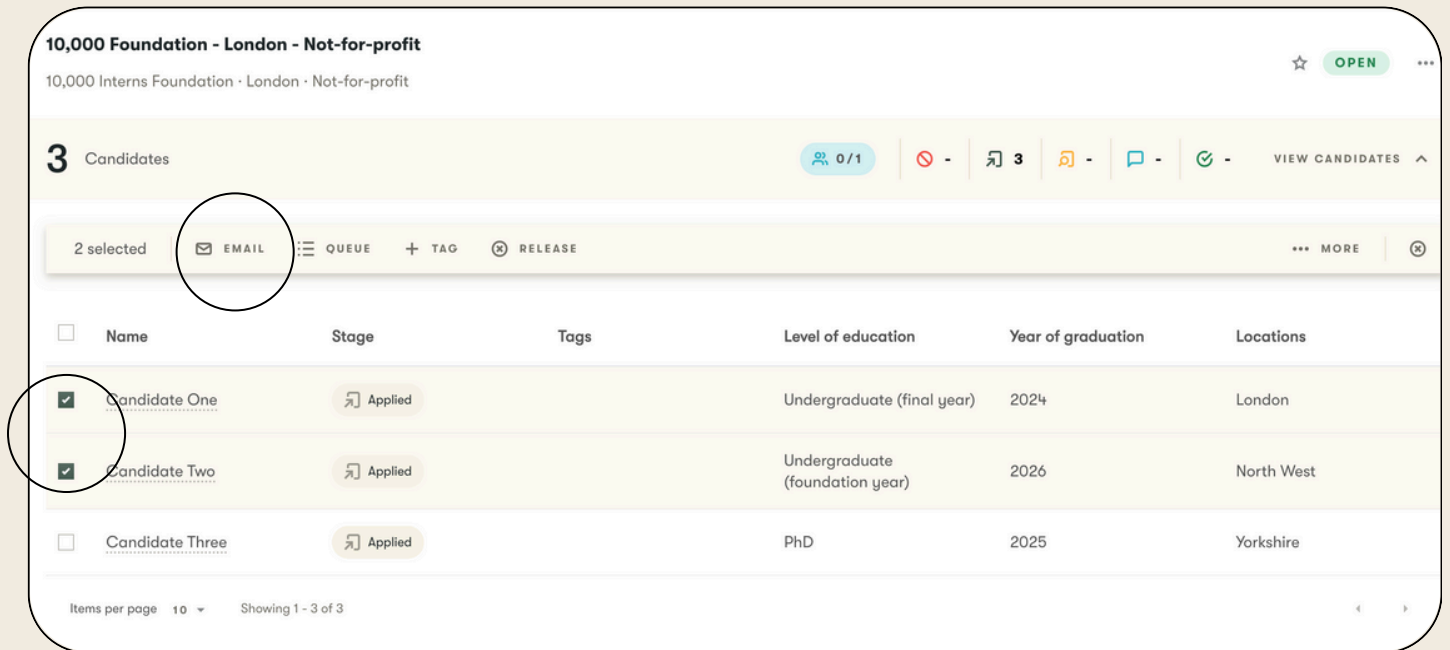 10,000 Foundation - London - Not-for-profit
10,000 Interns Foundation · London · Not-for-profit
OPEN
3 Candidates
0/1
-
3
-
-
-
VIEW CANDIDATES
2 selected
EMAIL
QUEUE
+ TAG
RELEASE
••• MORE
Name Stage Tags Level of education Year of graduation Locations
Candidate One Applied Undergraduate (final year) 2024 London
Candidate Two Applied Undergraduate (foundation year) 2026 North West
Candidate Three Applied PhD 2025 Yorkshire
Items per page 10 Showing 1 - 3 of 3